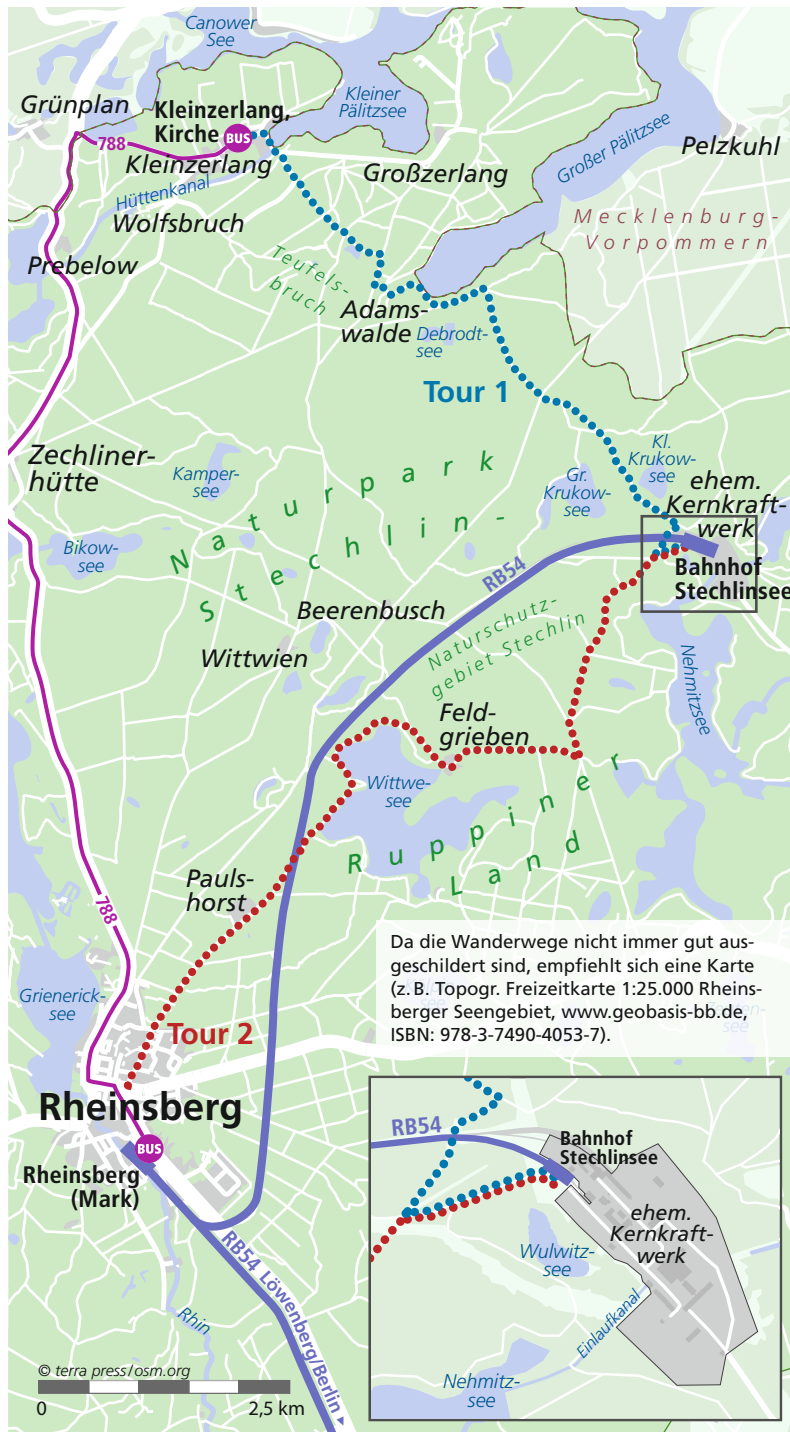 Canower
See
Grünplan
Kleinzerlang,
Kirche
BUS
788
Kleinzerlang
Kleiner
Pälitzsee
Großzerlang
Großer Pälitzsee
Pelzkuhl
Hüttenkanal
Wolfsbruch
Mecklenburg-
Vorpommern
Prebelow
Teufels-
bruch
Adams-
walde
Debrodt-
see
Tour 1
Zechliner-
hütte
Kamper-
see
Naturpark
Stechlin-
Ruppiner
Land
Kl.
Krukow-
see
Gr.
Krukow-
see
ehem.
Kernkraft-
werk
Bahnhof
Stechlinsee
Bikow-
see
RB54
Beerenbusch
Naturschutz-
gebiet Stechlin
Wittwien
Nehmitzsee
Feld-
grieben
Wittwe-
see
Pauls-
horst
788
Grienerick-
see
Tour 2
Da die Wanderwege nicht immer gut aus-
geschildert sind, empfiehlt sich eine Karte
(z. B. Topogr. Freizeitkarte 1:25.000 Rheins-
berger Seengebiet, www.geobasis-bb.de,
ISBN: 978-3-7490-4053-7).
Rheinsberg
BUS
Rheinsberg
(Mark)
RB54 Löwenberg/Berlin
Rhin
RB54
Bahnhof
Stechlinsee
ehem.
Kernkraft-
werk
Wulwitz-
see
Einlaufkanal
Nehmitz-
see
© terra press/osm.org
0 2,5 km